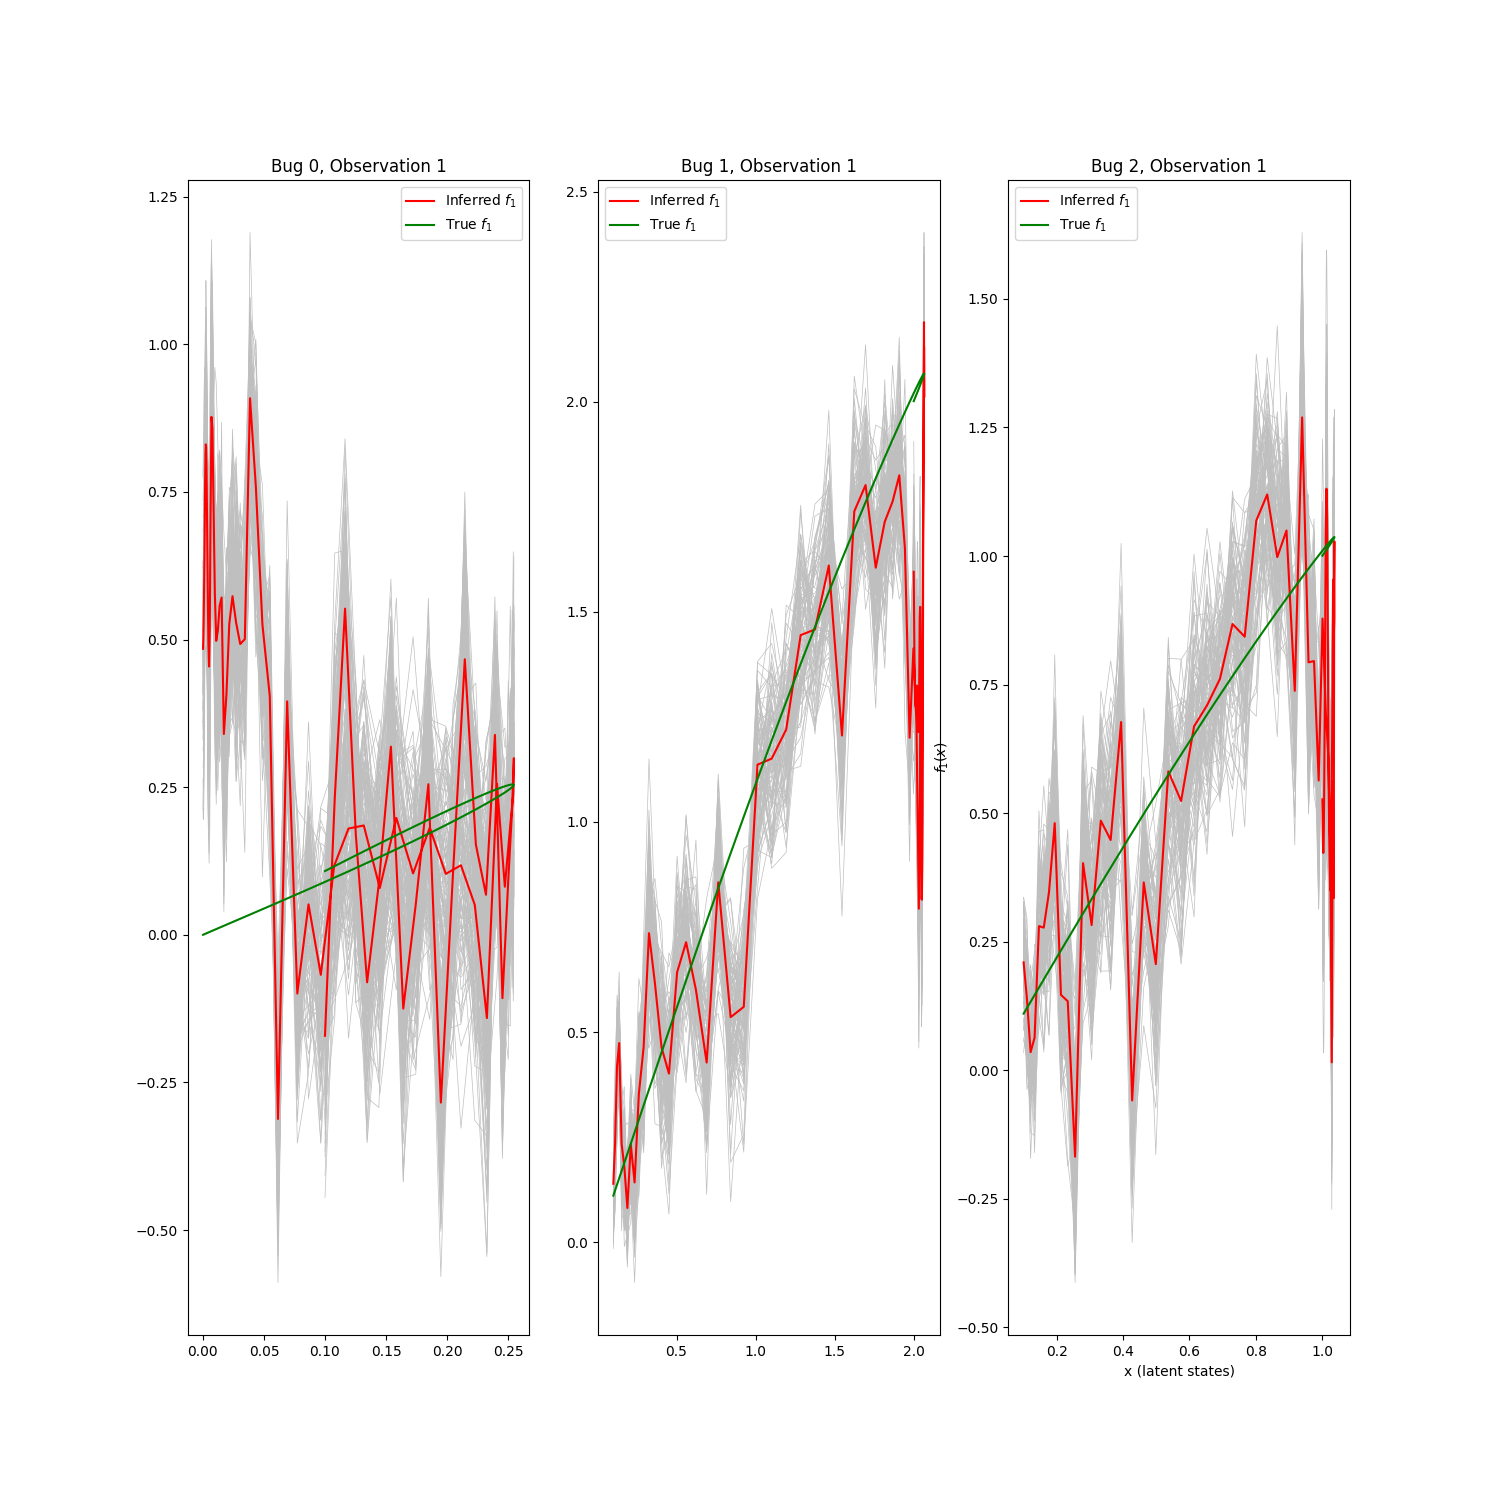 Bug 0, Observation 1
Inferred f₁
True f₁
1.25
1.00
0.75
0.50
0.25
0.00
−0.25
−0.50
0.00 0.05 0.10 0.15 0.20 0.25
Bug 1, Observation 1
Inferred f₁
True f₁
2.5
2.0
1.5
1.0
0.5
0.0
0.5 1.0 1.5 2.0
Bug 2, Observation 1
Inferred f₁
True f₁
f₁(x)
1.50
1.25
1.00
0.75
0.50
0.25
0.00
−0.25
−0.50
0.2 0.4 0.6 0.8 1.0
x (latent states)